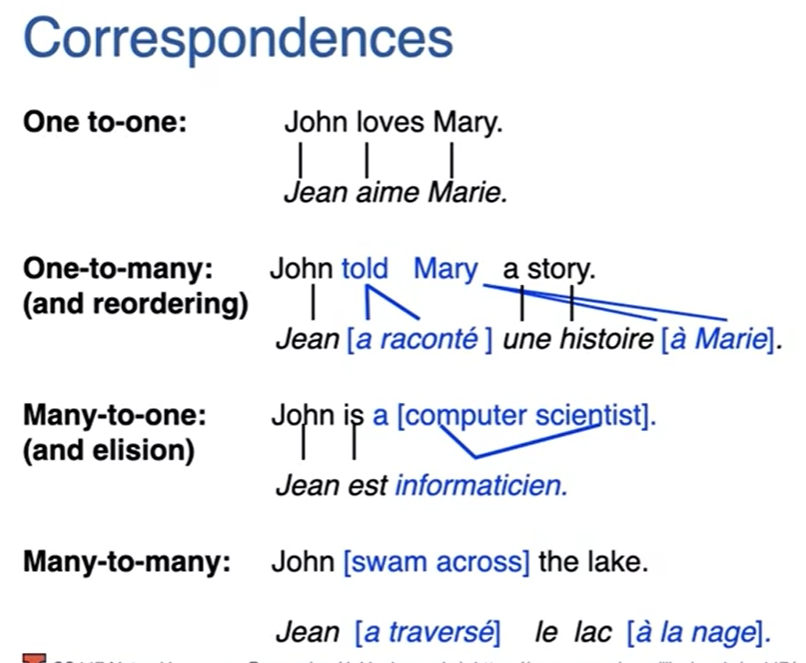 Correspondences
One to-one: John loves Mary.
Jean aime Marie.
One-to-many: John told Mary a story.
(and reordering) Jean [a raconté ] une histoire [à Marie].
Many-to-one: John is a [computer scientist].
(and elision)
Jean est informaticien.
Many-to-many: John [swam across] the lake.
Jean [a traversé] le lac [à la nage].